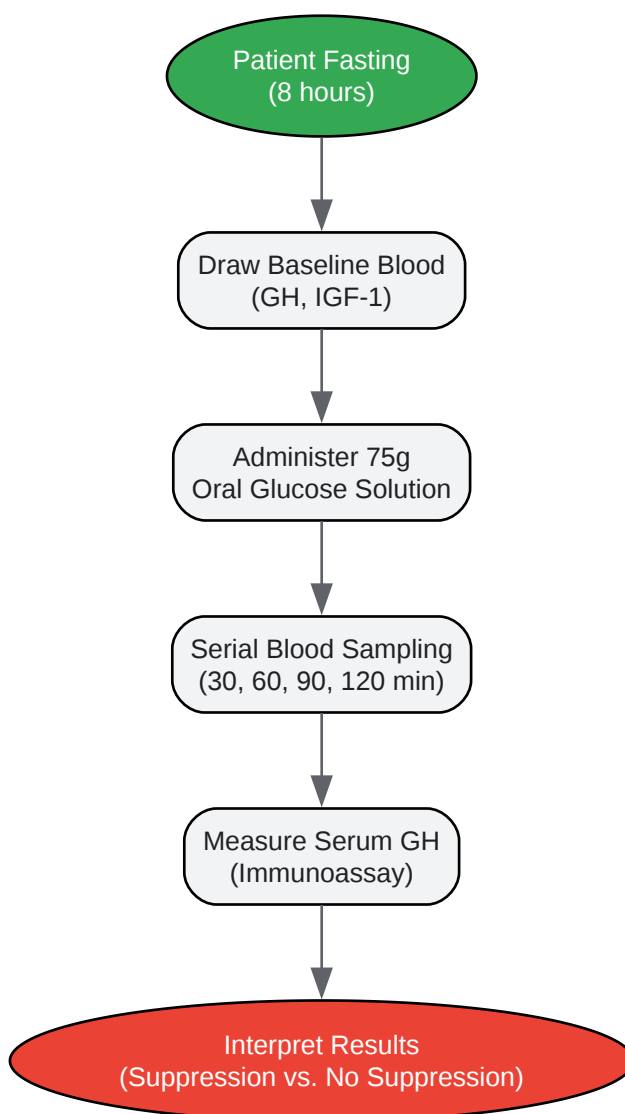 Patient Fasting
(8 hours)
Draw Baseline Blood
(GH, IGF-1)
Administer 75g
Oral Glucose Solution
Serial Blood Sampling
(30, 60, 90, 120 min)
Measure Serum GH
(Immunoassay)
Interpret Results
(Suppression vs. No Suppression)